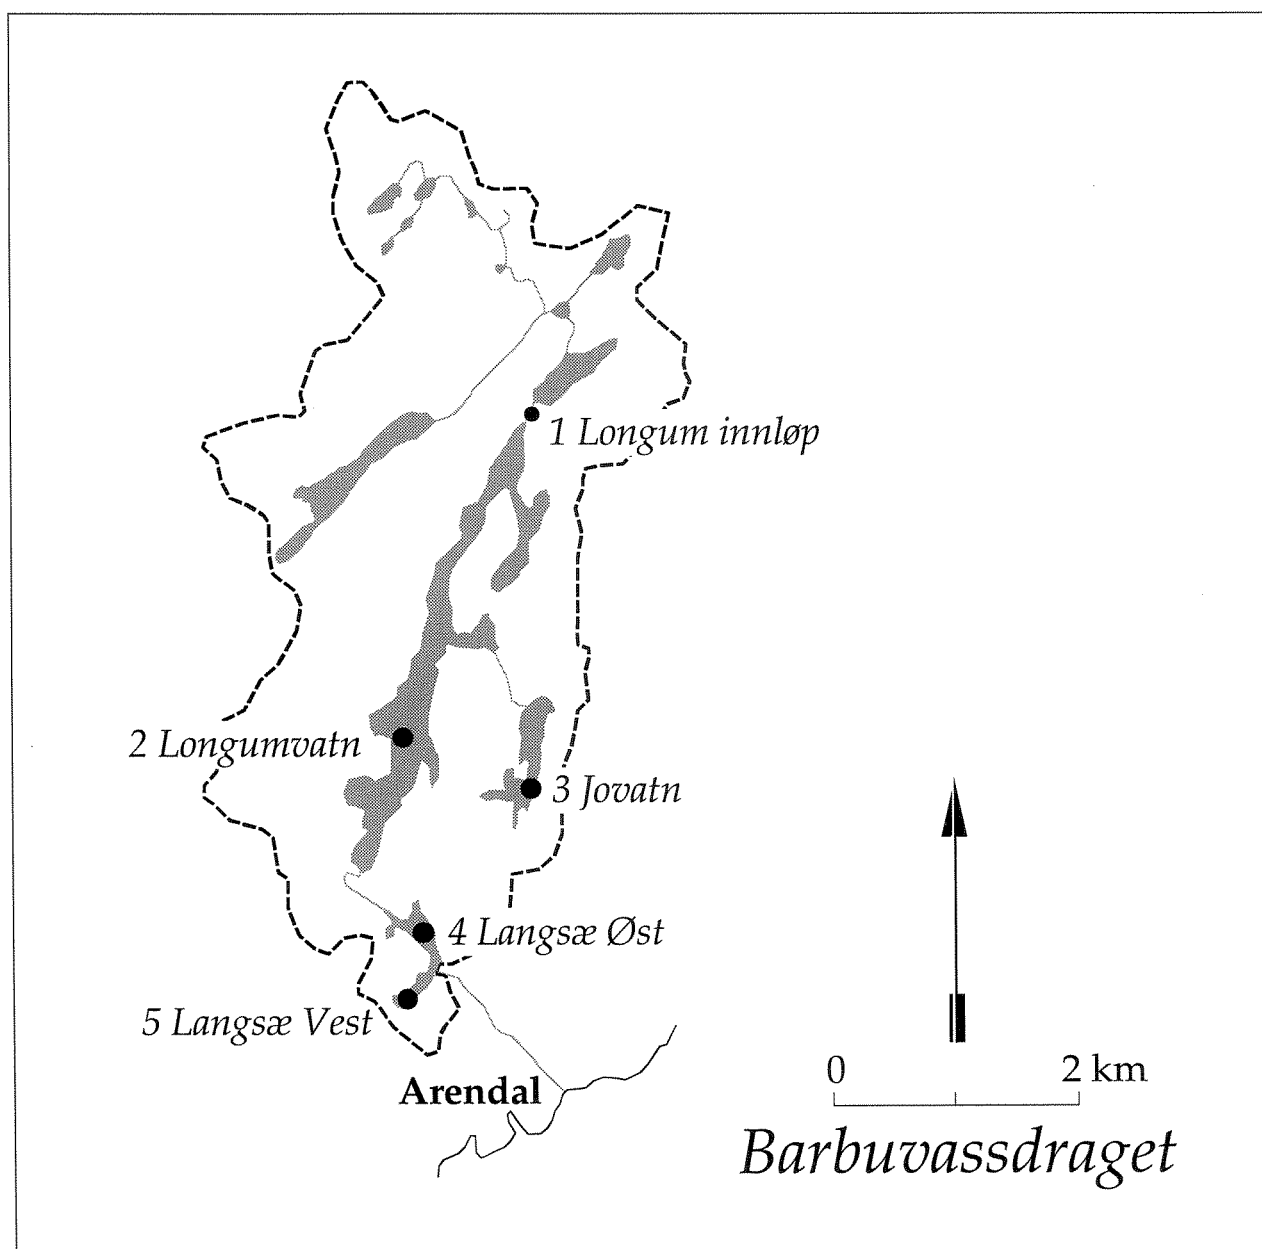 1 Longum innløp
2 Longumvatn
3 Jovatn
4 Langsæ Øst
5 Langsæ Vest
Arendal
0 2 km
Barbuvassdraget